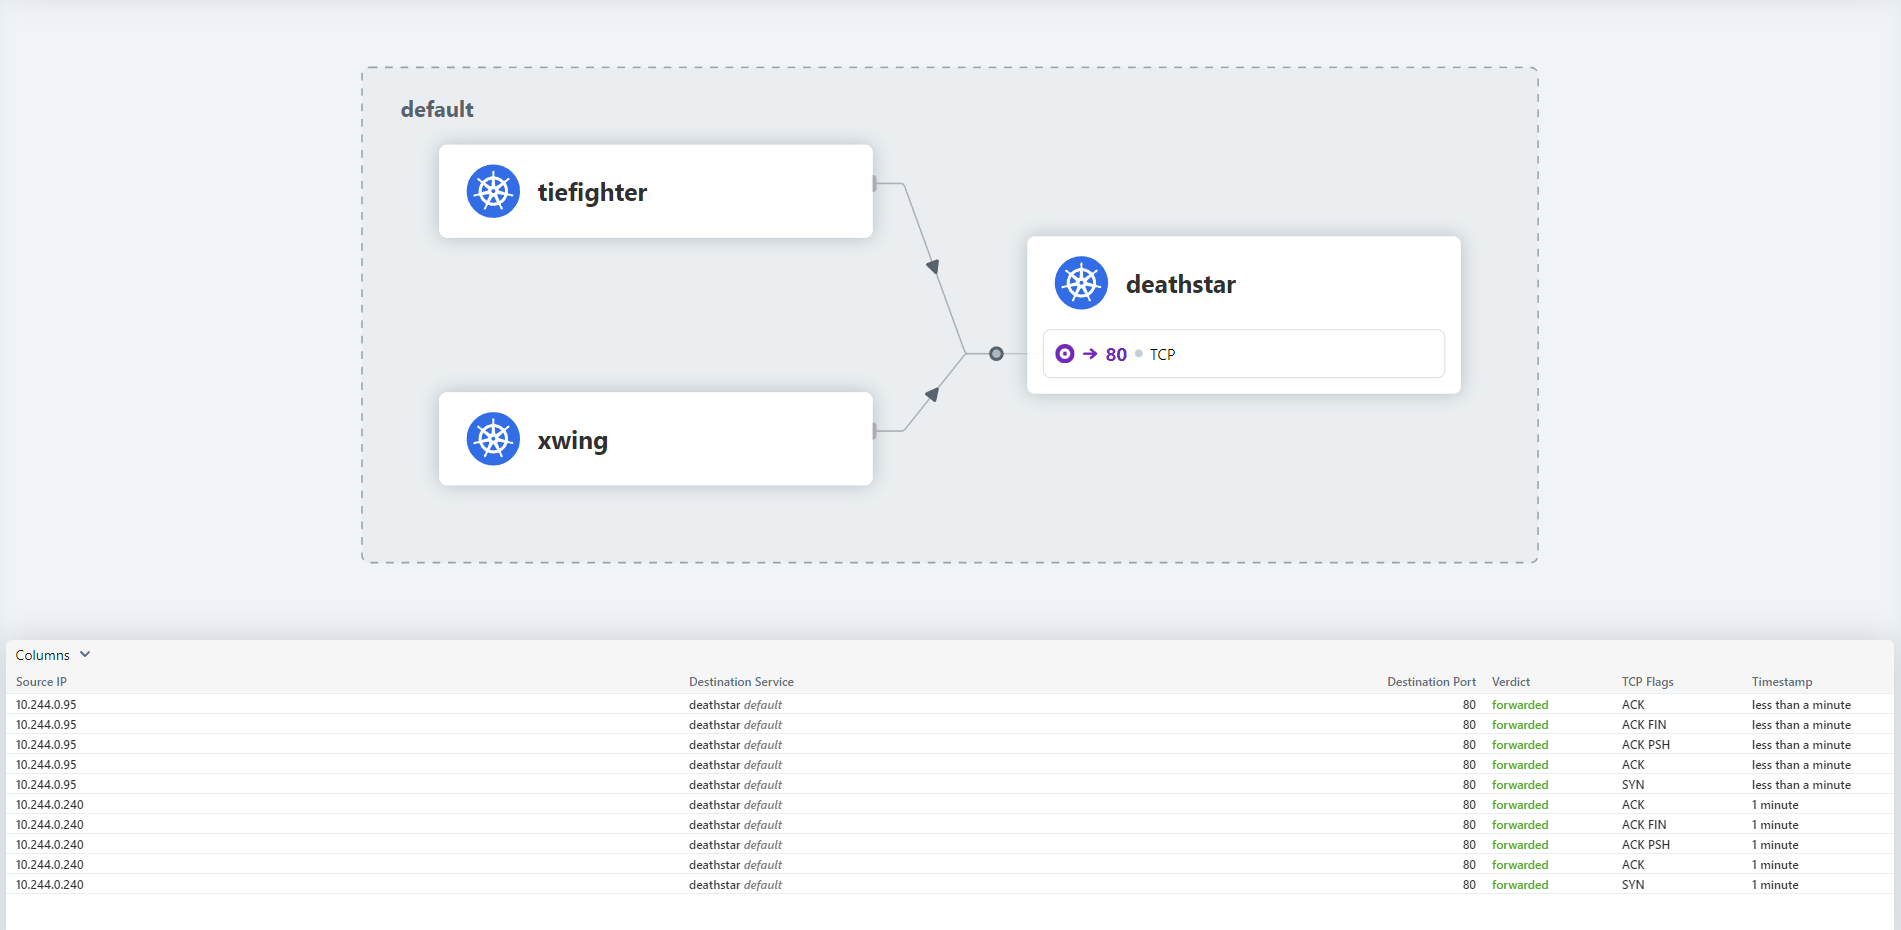 default
tiefighter
deathstar
80 TCP
xwing
Columns
Source IP Destination Service Destination Port Verdict TCP Flags Timestamp
10.244.0.95 deathstar default 80 forwarded ACK less than a minute
10.244.0.95 deathstar default 80 forwarded ACK FIN less than a minute
10.244.0.95 deathstar default 80 forwarded ACK PSH less than a minute
10.244.0.95 deathstar default 80 forwarded ACK less than a minute
10.244.0.95 deathstar default 80 forwarded SYN less than a minute
10.244.0.240 deathstar default 80 forwarded ACK 1 minute
10.244.0.240 deathstar default 80 forwarded ACK FIN 1 minute
10.244.0.240 deathstar default 80 forwarded ACK PSH 1 minute
10.244.0.240 deathstar default 80 forwarded ACK 1 minute
10.244.0.240 deathstar default 80 forwarded SYN 1 minute